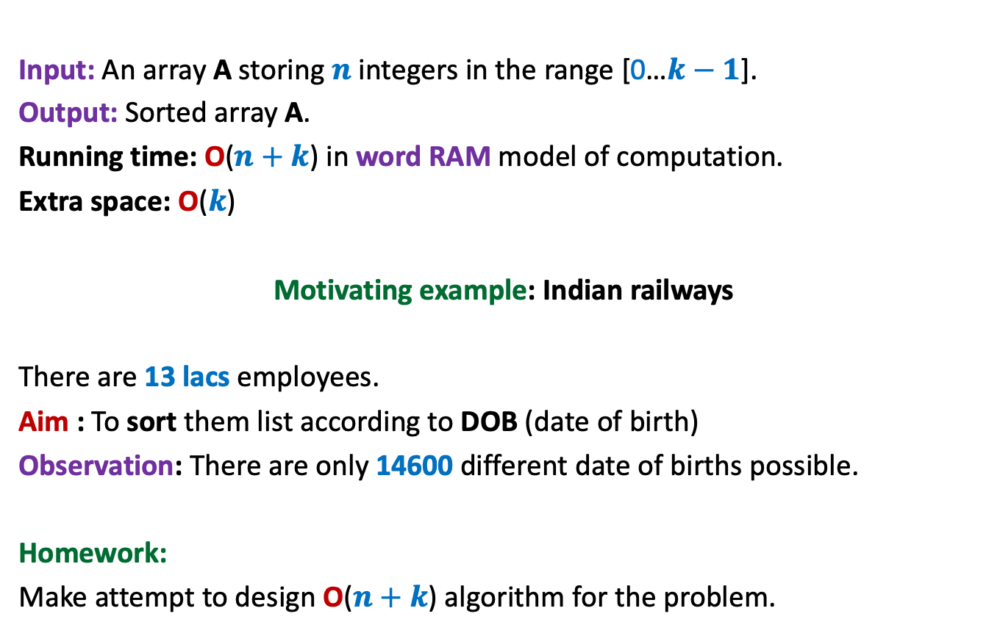 Input: An array A storing n integers in the range [0...k − 1].
Output: Sorted array A.
Running time: O(n + k) in word RAM model of computation.
Extra space: O(k)
Motivating example: Indian railways
There are 13 lacs employees.
Aim : To sort them list according to DOB (date of birth)
Observation: There are only 14600 different date of births possible.
Homework:
Make attempt to design O(n + k) algorithm for the problem.